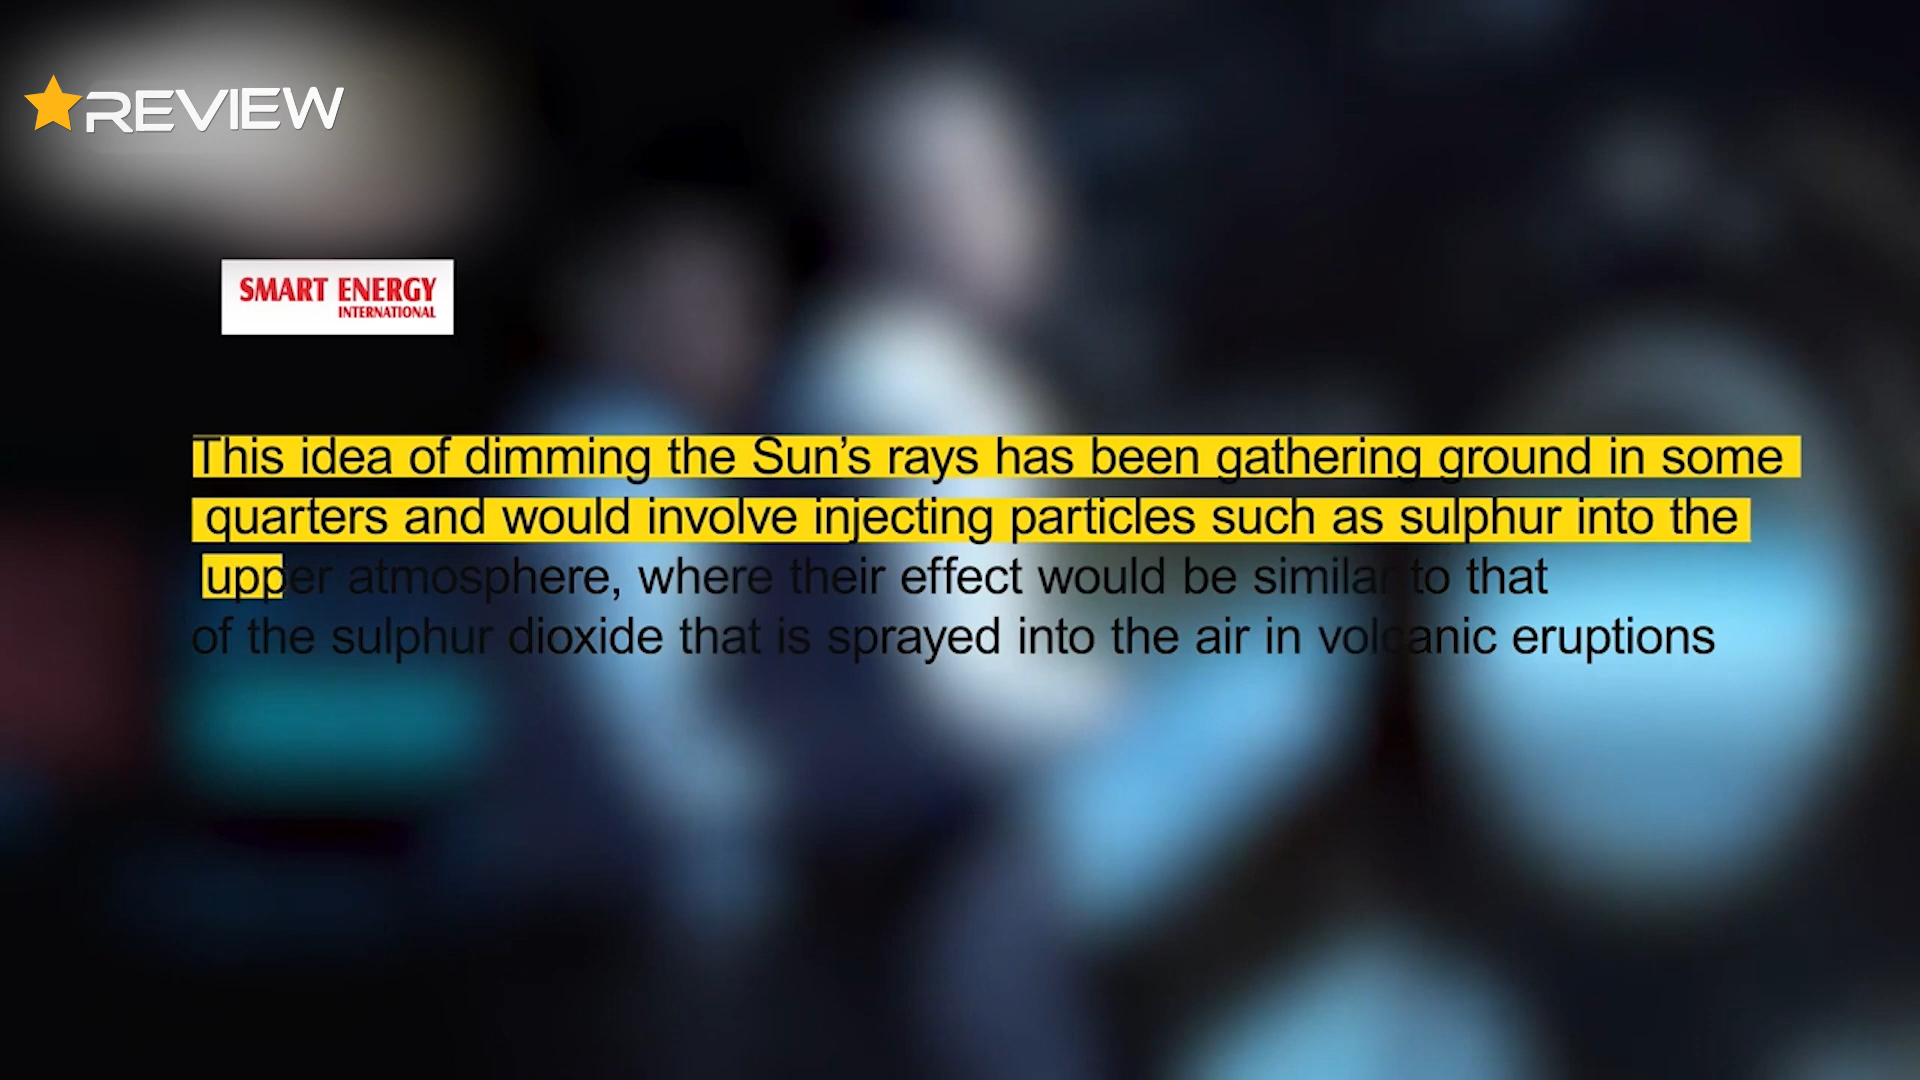 REVIEW
SMART ENERGY
INTERNATIONAL
This idea of dimming the Sun’s rays has been gathering ground in some
quarters and would involve injecting particles such as sulphur into the
upper atmosphere, where their effect would be similar to that
of the sulphur dioxide that is sprayed into the air in volcanic eruptions